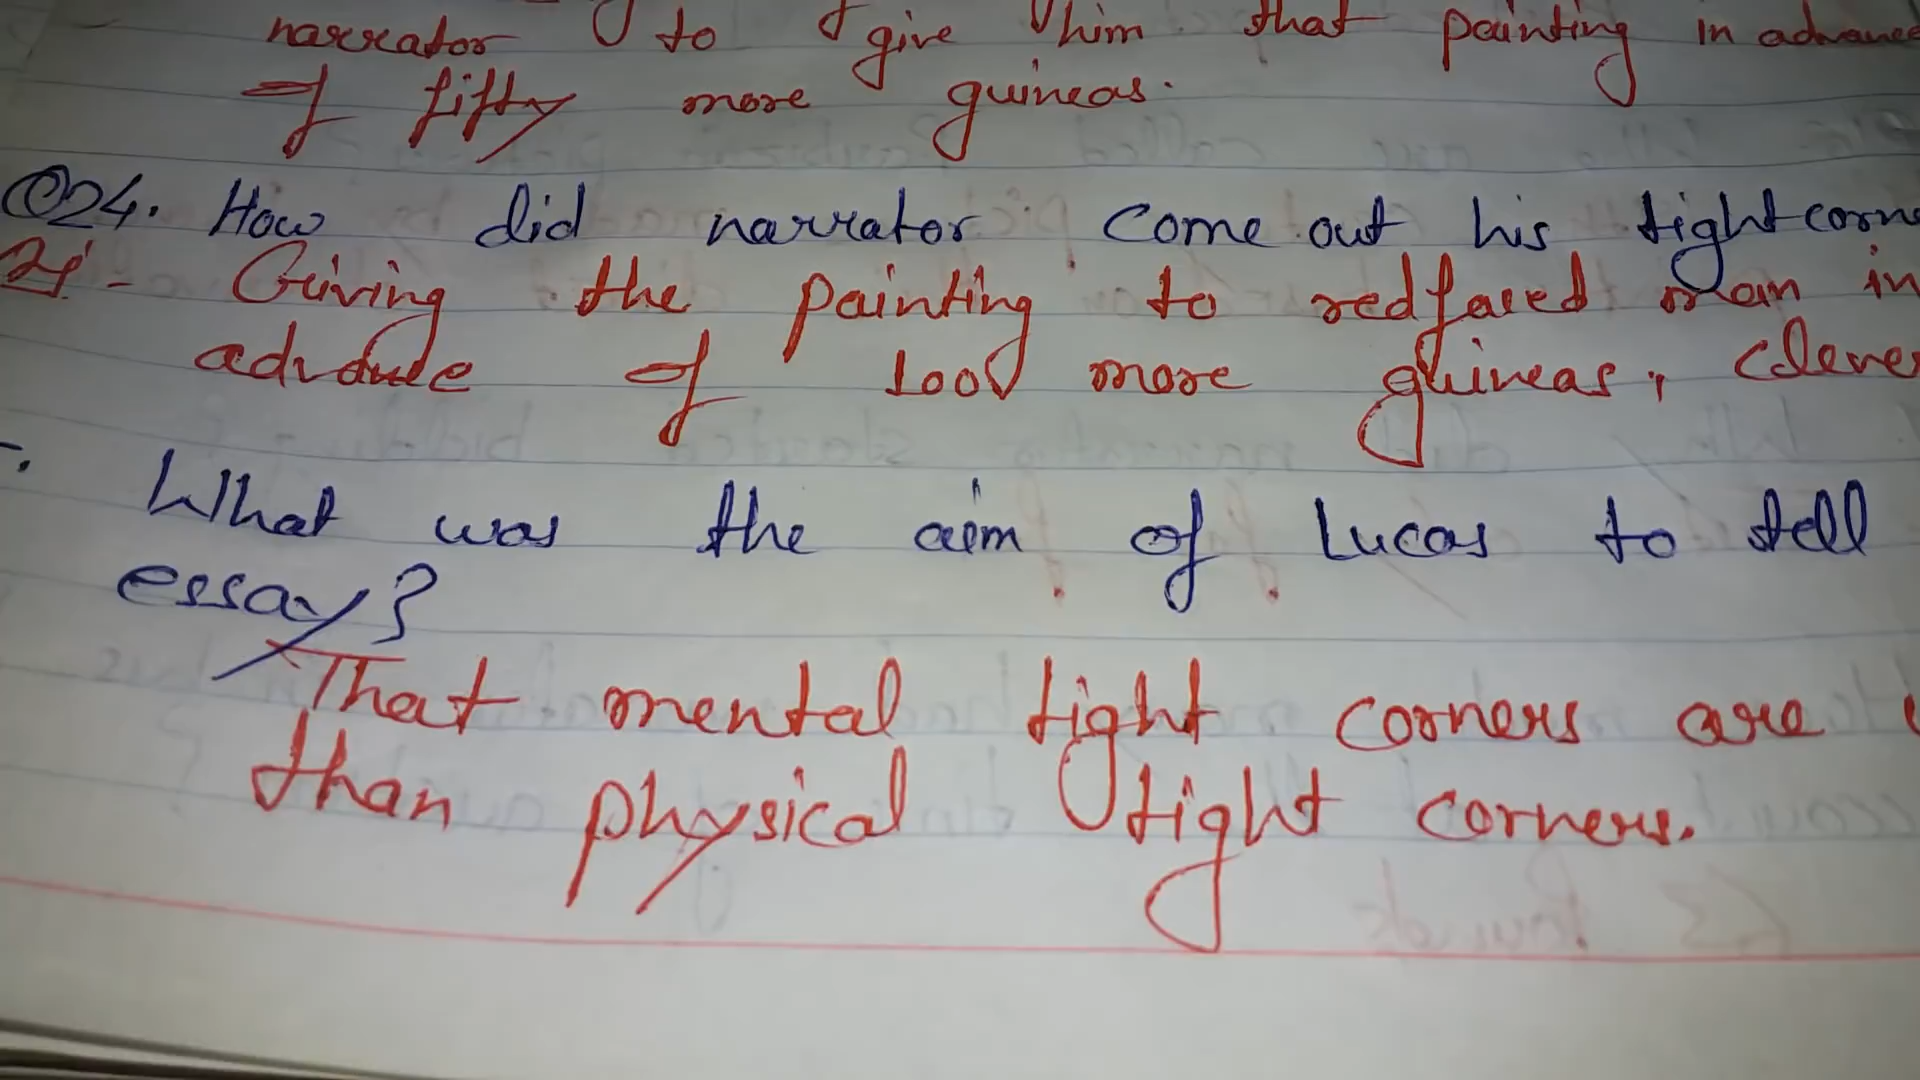 narrator to give him that painting in advance
of fifty more guineas.
Q24. How did narrator come out his tight corne
Giving the painting to redfaced man in
advance of 100 more guineas, clever
What was the aim of Lucas to tell
essay?
That mental tight corners are
than physical tight corners.